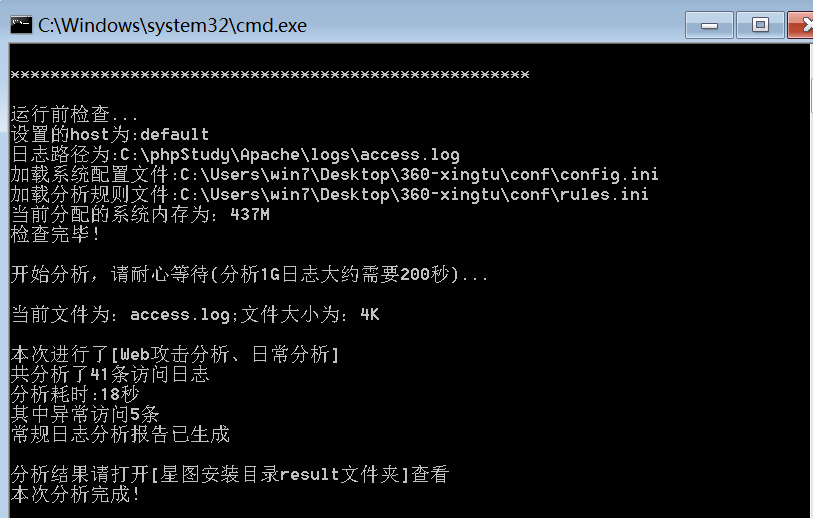 C:\Windows\system32\cmd.exe
****************************************************
运行前检查...
设置的host为:default
日志路径为:C:\phpStudy\Apache\logs\access.log
加载系统配置文件:C:\Users\win7\Desktop\360-xingtu\conf\config.ini
加载分析规则文件:C:\Users\win7\Desktop\360-xingtu\conf\rules.ini
当前分配的系统内存为: 437M
检查完毕!
开始分析, 请耐心等待(分析1G日志大约需要200秒)...
当前文件为: access.log;文件大小为: 4K
本次进行了[Web攻击分析、日常分析]
共分析了41条访问日志
分析耗时:18秒
其中异常访问5条
常规日志分析报告已生成
分析结果请打开[星图安装目录result文件夹]查看
本次分析完成!